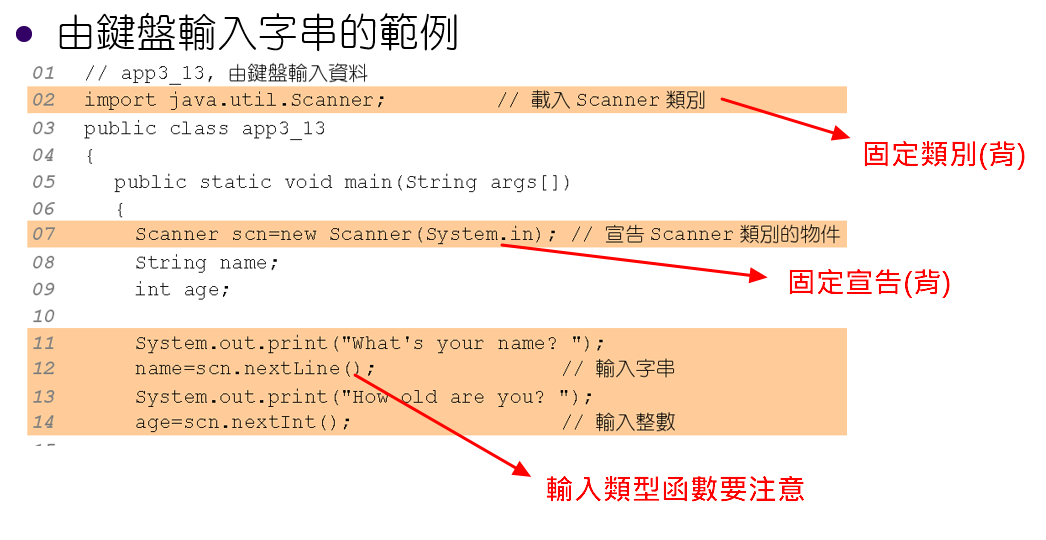 由鍵盤輸入字串的範例
01 // app3_13, 由鍵盤輸入資料
02 import java.util.Scanner; // 載入 Scanner 類別
03 public class app3_13
固定類別(背)
04 {
05 public static void main(String args[])
06 {
07 Scanner scn=new Scanner(System.in); // 宣告 Scanner 類別的物件
08 String name;
固定宣告(背)
09 int age;
10
11 System.out.print("What's your name? ");
12 name=scn.nextLine(); // 輸入字串
13 System.out.print("How old are you? ");
14 age=scn.nextInt(); // 輸入整數
輸入類型函數要注意